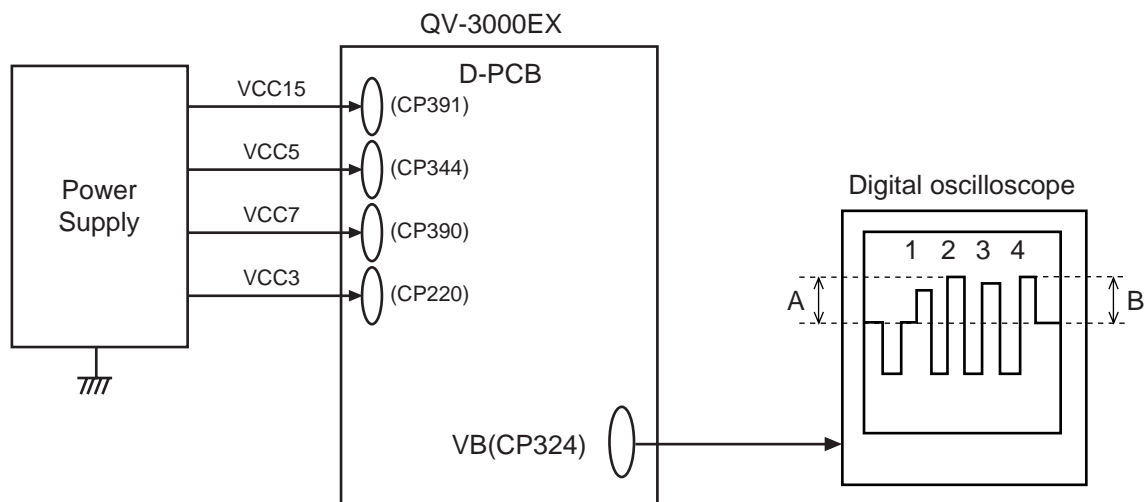 QV-3000EX
D-PCB
VCC15
(CP391)
VCC5
(CP344)
Power
Supply
VCC7
(CP390)
VCC3
(CP220)
VB(CP324)
Digital oscilloscope
1 2 3 4
A
B